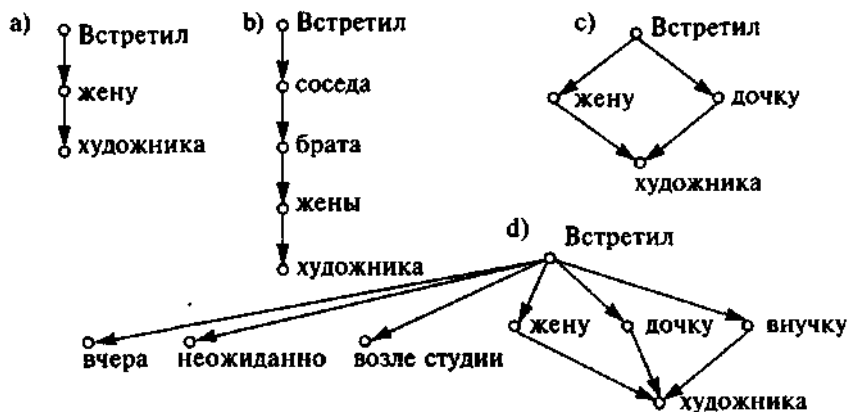 a) Встретил
жену
художника
b) Встретил
соседа
брата
жены
художника
c) Встретил
жену дочку
художника
d) Встретил
вчера неожиданно возле студии жену дочку внучку
художника